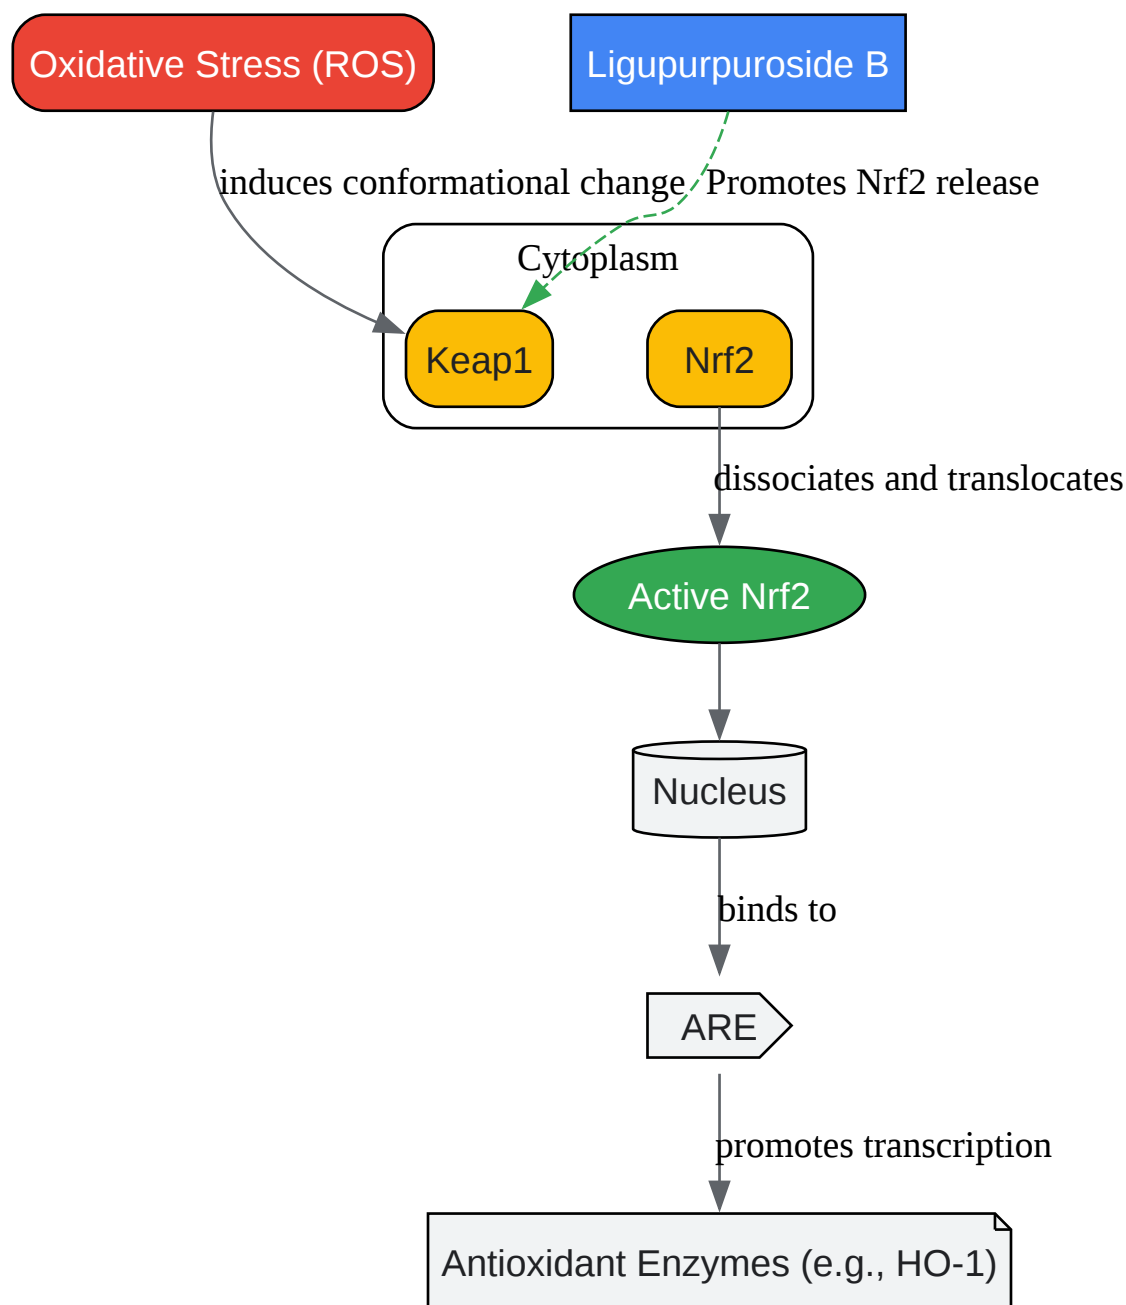 Oxidative Stress (ROS)
Ligupurpuroside B
induces conformational change
Promotes Nrf2 release
Cytoplasm
Keap1
Nrf2
dissociates and translocates
Active Nrf2
Nucleus
binds to
ARE
promotes transcription
Antioxidant Enzymes (e.g., HO-1)